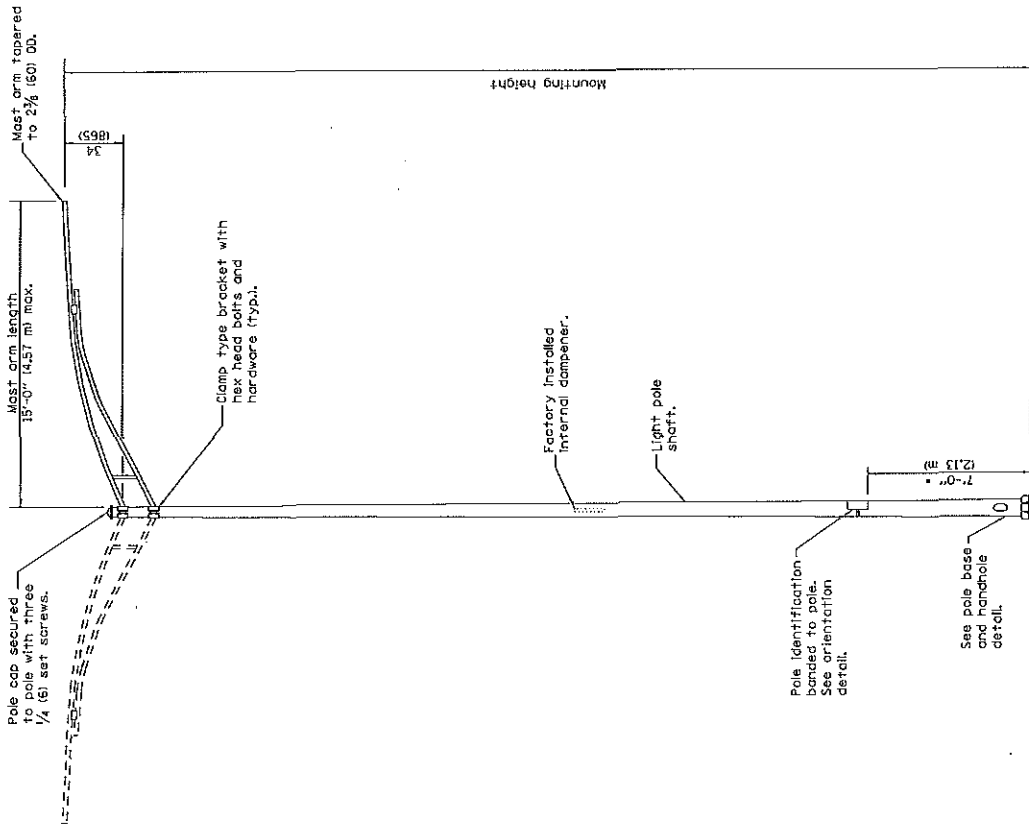 Pole cap secured
to pole with three
1/4 (6) set screws.
Mast arm length
15'-0" (4.57 m) max.
Mast arm tapered
to 2⅜ (60) OD.
34
(865)
Mounting height
Clamp type bracket with
hex head bolts and
hardware (typ.).
Factory installed
internal dampener.
Light pole
shaft.
Pole identification
banded to pole.
See orientation
detail.
7'-0" *
(2.13 m)
See pole base
and handhole
detail.